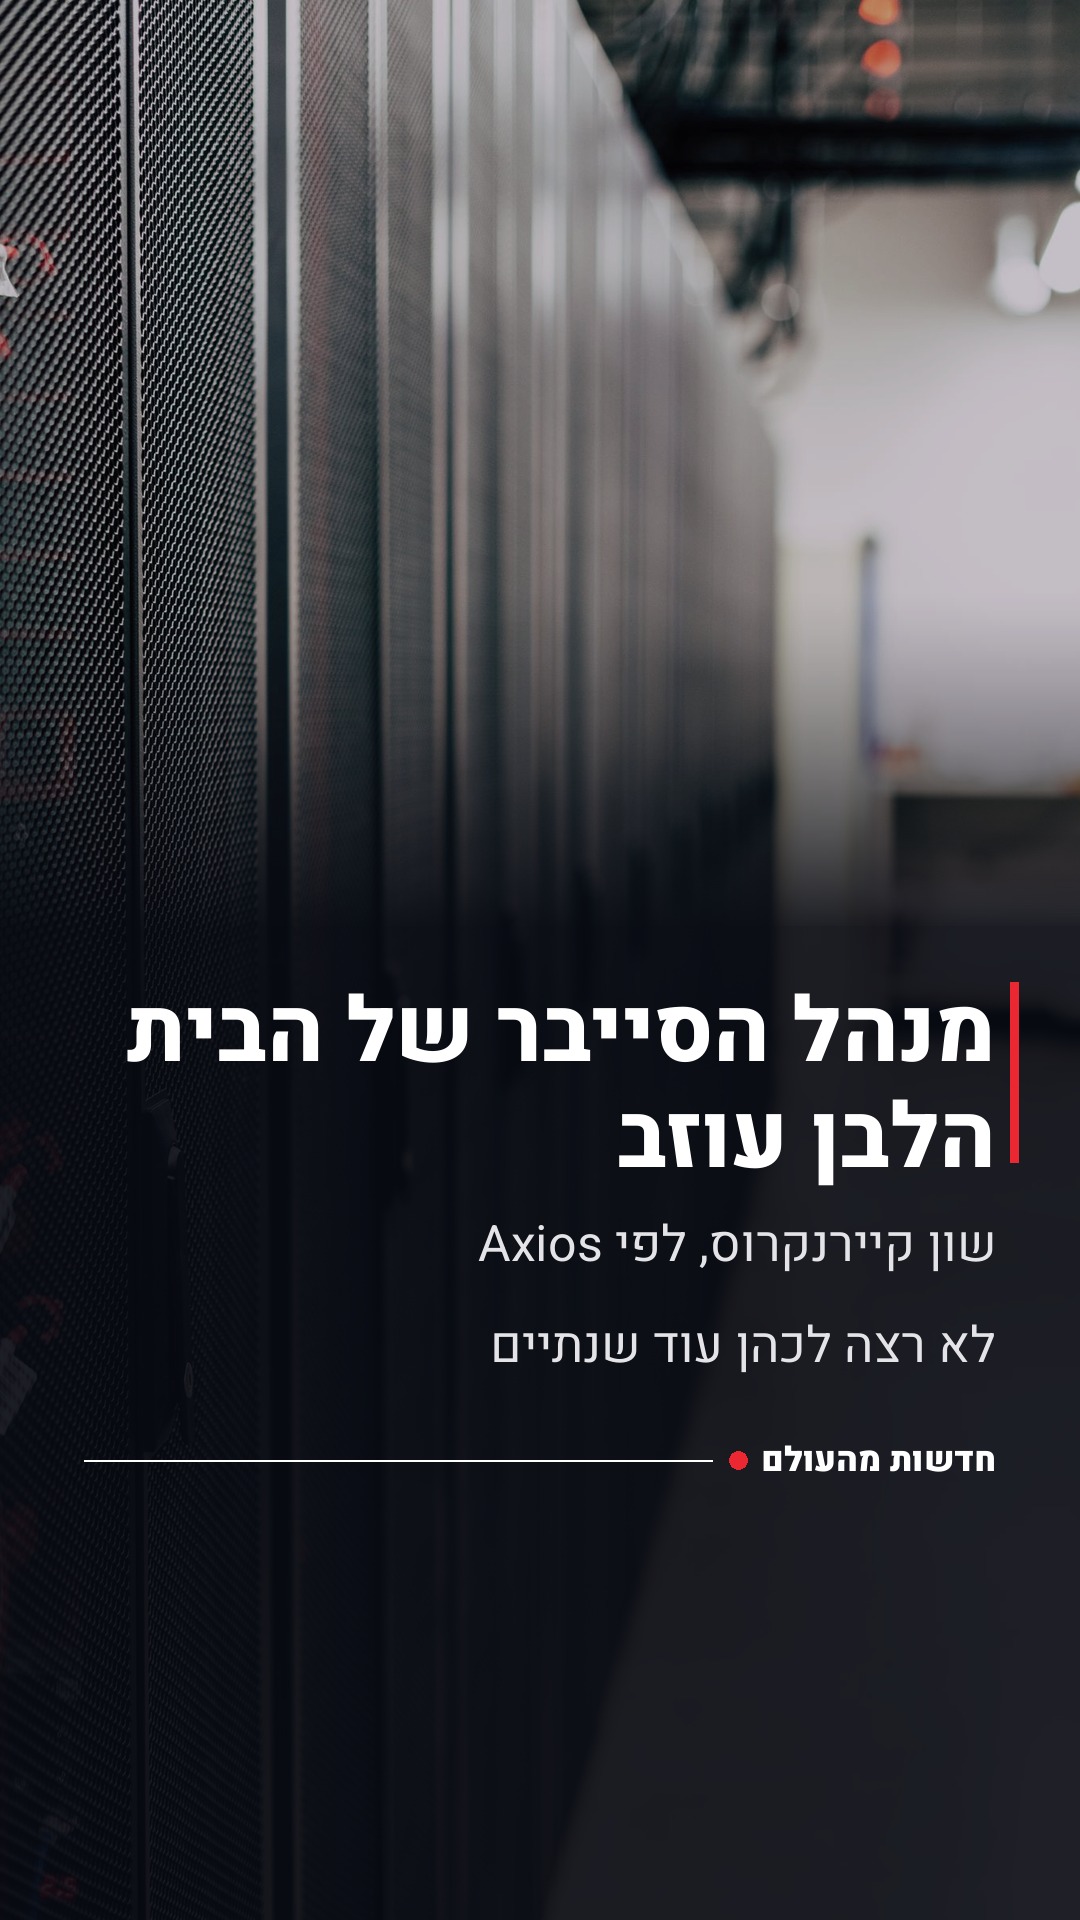 מנהל הסייבר של הבית
הלבן עוזב
שון קיירנקרוס, לפי Axios
לא רצה לכהן עוד שנתיים
חדשות מהעולם